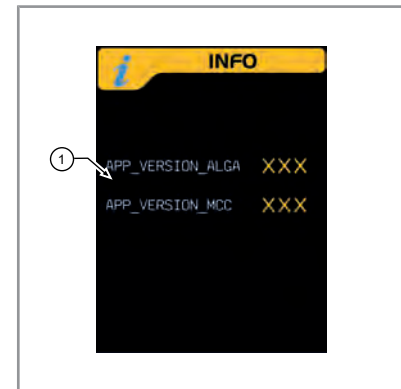 i INFO
1 APP_VERSION_ALGA XXX
APP_VERSION_MCC XXX